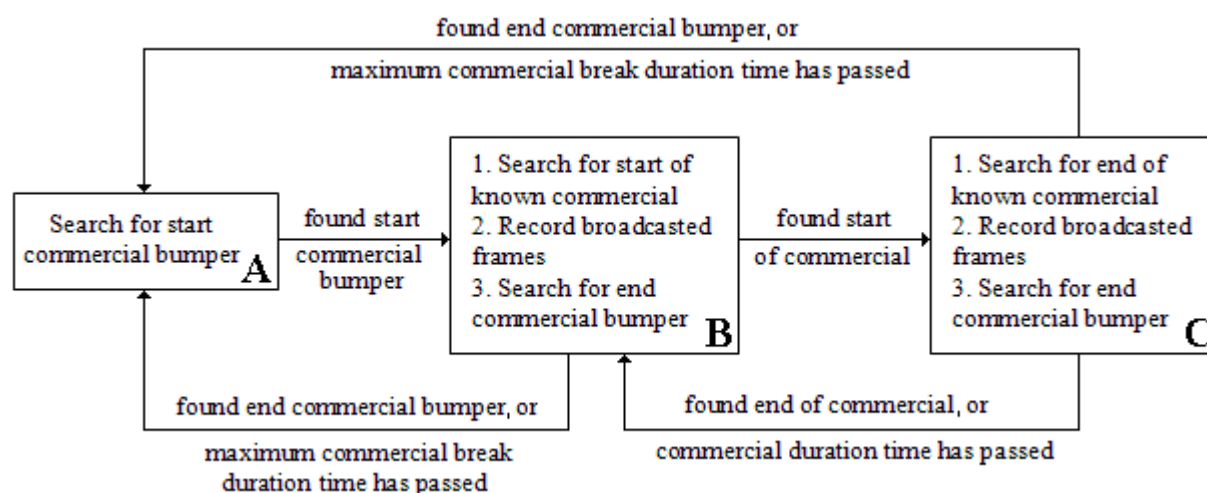 found end commercial bumper, or
maximum commercial break duration time has passed
Search for start
commercial bumper
A
found start
commercial
bumper
1. Search for start of
known commercial
2. Record broadcasted
frames
3. Search for end
commercial bumper
B
found start
of commercial
1. Search for end of
known commercial
2. Record broadcasted
frames
3. Search for end
commercial bumper
C
found end commercial bumper, or
maximum commercial break
duration time has passed
found end of commercial, or
commercial duration time has passed